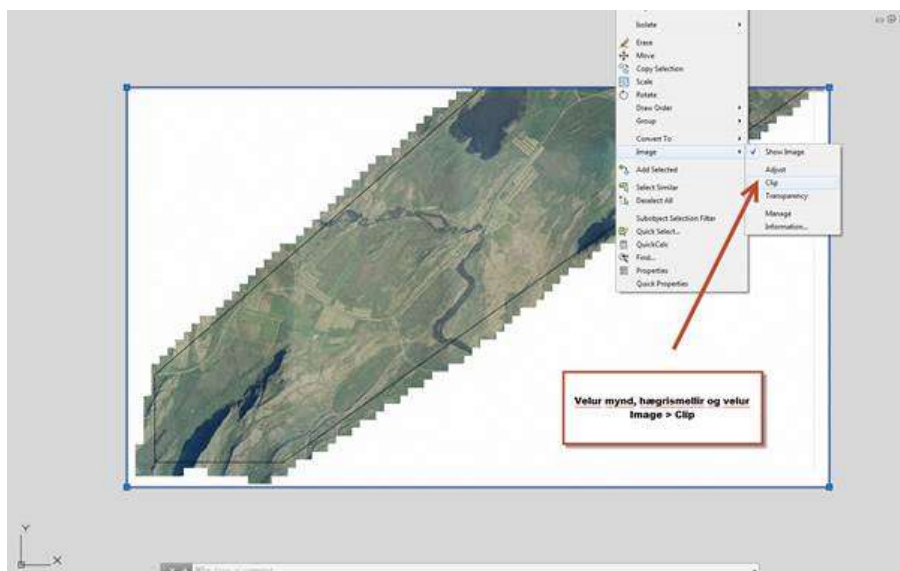 Isolate
Erase
Move
Copy Selection
Scale
Rotate
Draw Order
Group
Convert To
Image
Add Selected
Select Similar
Deselect All
Subobject Selection Filter
Quick Select...
QuickCalc
Find...
Properties
Quick Properties
Show Image
Adjust
Clip
Transparency
Manage
Information...
Velur mynd, hægrismellir og velur
Image > Clip
Y
X